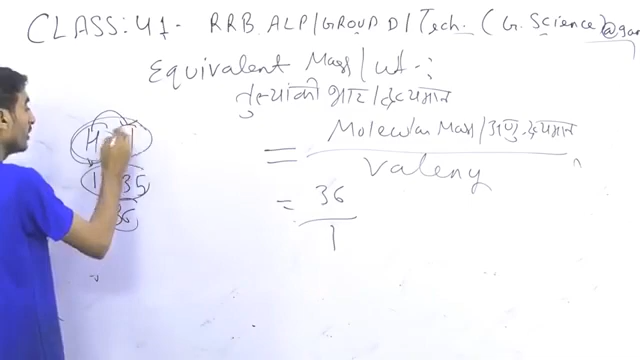 CLASS: 41- RRB ALP/GROUP D/Tech. (G. Science)
Equivalent Mass/wt -:
तुल्यांकी भार/द्रव्यमान
= Molecular Mass/अणु-द्रव्यमान
Valeny
= 36
1
H
1 35
36